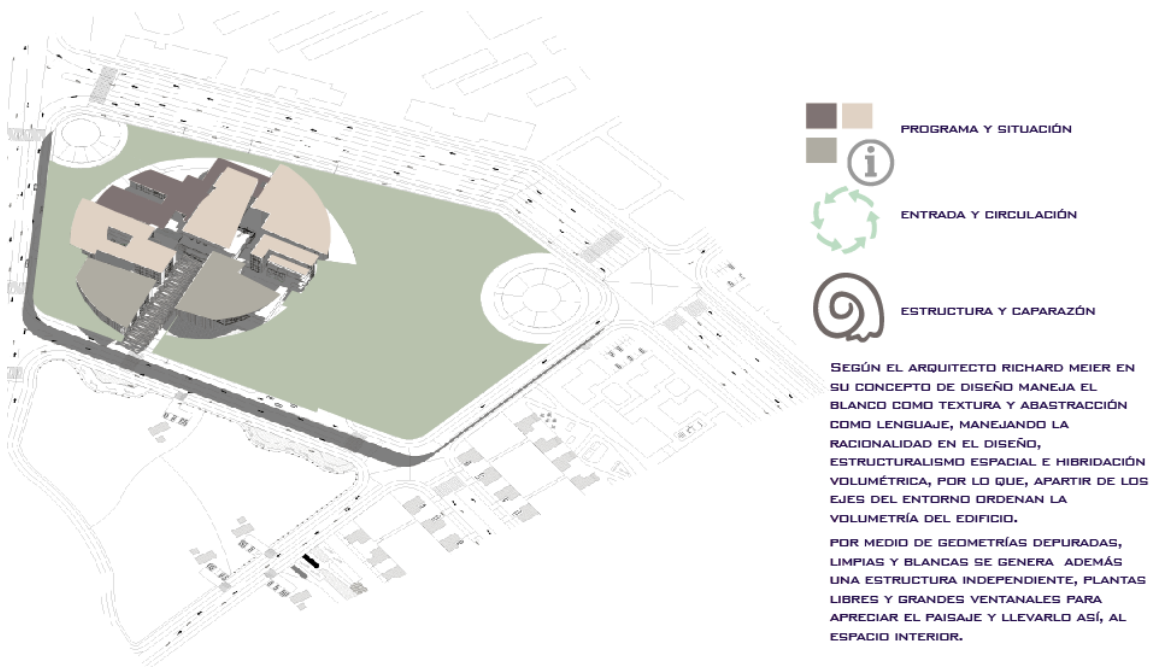 PROGRAMA Y SITUACIÓN
ENTRADA Y CIRCULACIÓN
ESTRUCTURA Y CAPARAZÓN
SEGÚN EL ARQUITECTO RICHARD MEIER EN
SU CONCEPTO DE DISEÑO MANEJA EL
BLANCO COMO TEXTURA Y ABASTRACCIÓN
COMO LENGUAJE, MANEJANDO LA
RACIONALIDAD EN EL DISEÑO,
ESTRUCTURALISMO ESPACIAL E HIBRIDACIÓN
VOLUMÉTRICA, POR LO QUE, APARTIR DE LOS
EJES DEL ENTORNO ORDENAN LA
VOLUMETRÍA DEL EDIFICIO.
POR MEDIO DE GEOMETRÍAS DEPURADAS,
LIMPIAS Y BLANCAS SE GENERA ADEMÁS
UNA ESTRUCTURA INDEPENDIENTE, PLANTAS
LIBRES Y GRANDES VENTANALES PARA
APRECIAR EL PAISAJE Y LLEVARLO ASÍ, AL
ESPACIO INTERIOR.